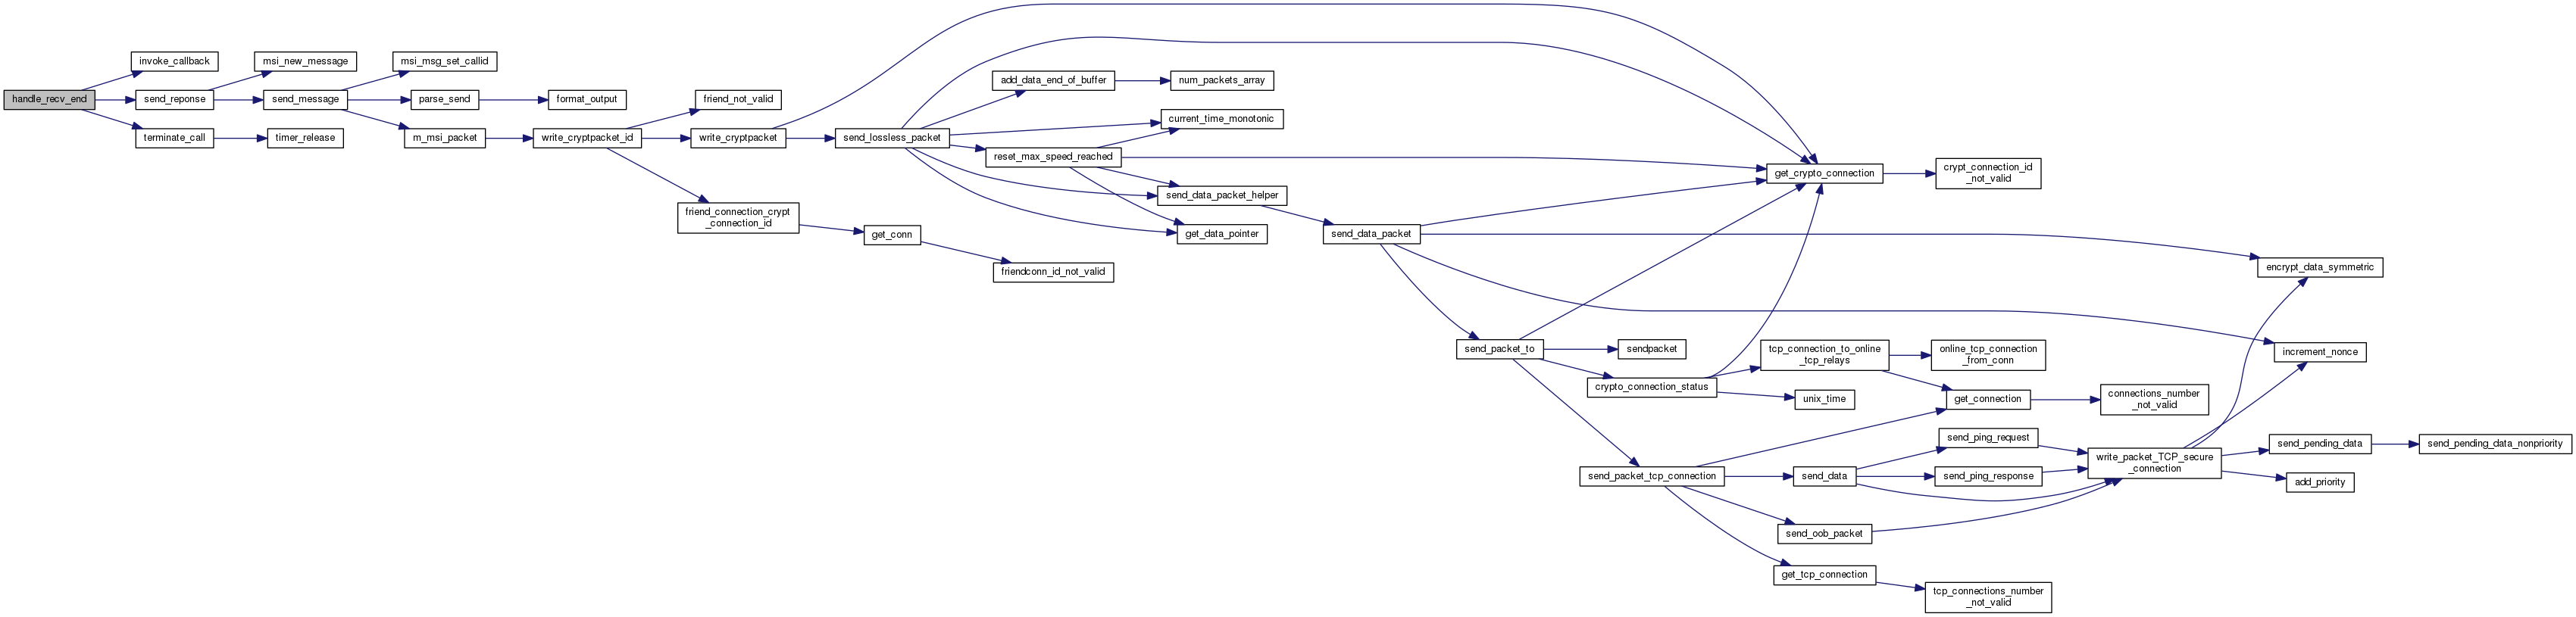 handle_recv_end
invoke_callback
send_reponse
terminate_call
msi_new_message
send_message
timer_release
msi_msg_set_callid
parse_send
m_msi_packet
format_output
write_cryptpacket_id
friend_not_valid
write_cryptpacket
friend_connection_crypt
_connection_id
send_lossless_packet
get_conn
add_data_end_of_buffer
reset_max_speed_reached
friendconn_id_not_valid
num_packets_array
current_time_monotonic
send_data_packet_helper
get_data_pointer
send_data_packet
send_packet_to
sendpacket
crypto_connection_status
send_packet_tcp_connection
get_crypto_connection
tcp_connection_to_online
_tcp_relays
unix_time
send_data
send_oob_packet
get_tcp_connection
crypt_connection_id
_not_valid
online_tcp_connection
_from_conn
get_connection
send_ping_request
send_ping_response
tcp_connections_number
_not_valid
connections_number
_not_valid
write_packet_TCP_secure
_connection
encrypt_data_symmetric
increment_nonce
send_pending_data
add_priority
send_pending_data_nonpriority